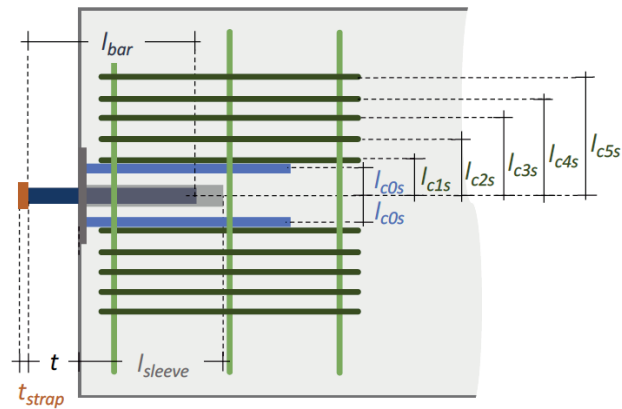 l_bar
l_c5s
l_c4s
l_c3s
l_c2s
l_c1s
l_c0s
l_c0s
t
l_sleeve
t_strap